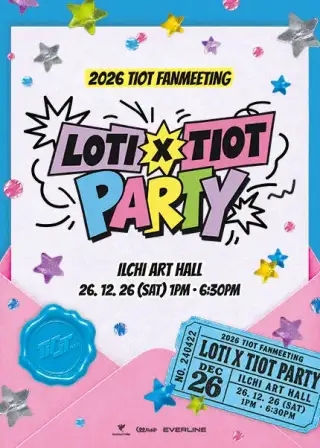 2026 TIOT FANMEETING
LOTI X TIOT
PARTY
ILCHI ART HALL
26. 12. 26 (SAT) 1PM · 6:30PM
TIOT
NO. 240422
2026 TIOT FANMEETING
LOTI X TIOT PARTY
DEC
26
ILCHI ART HALL
26. 12. 26 (SAT)
1PM · 6:30PM
EVERLINE